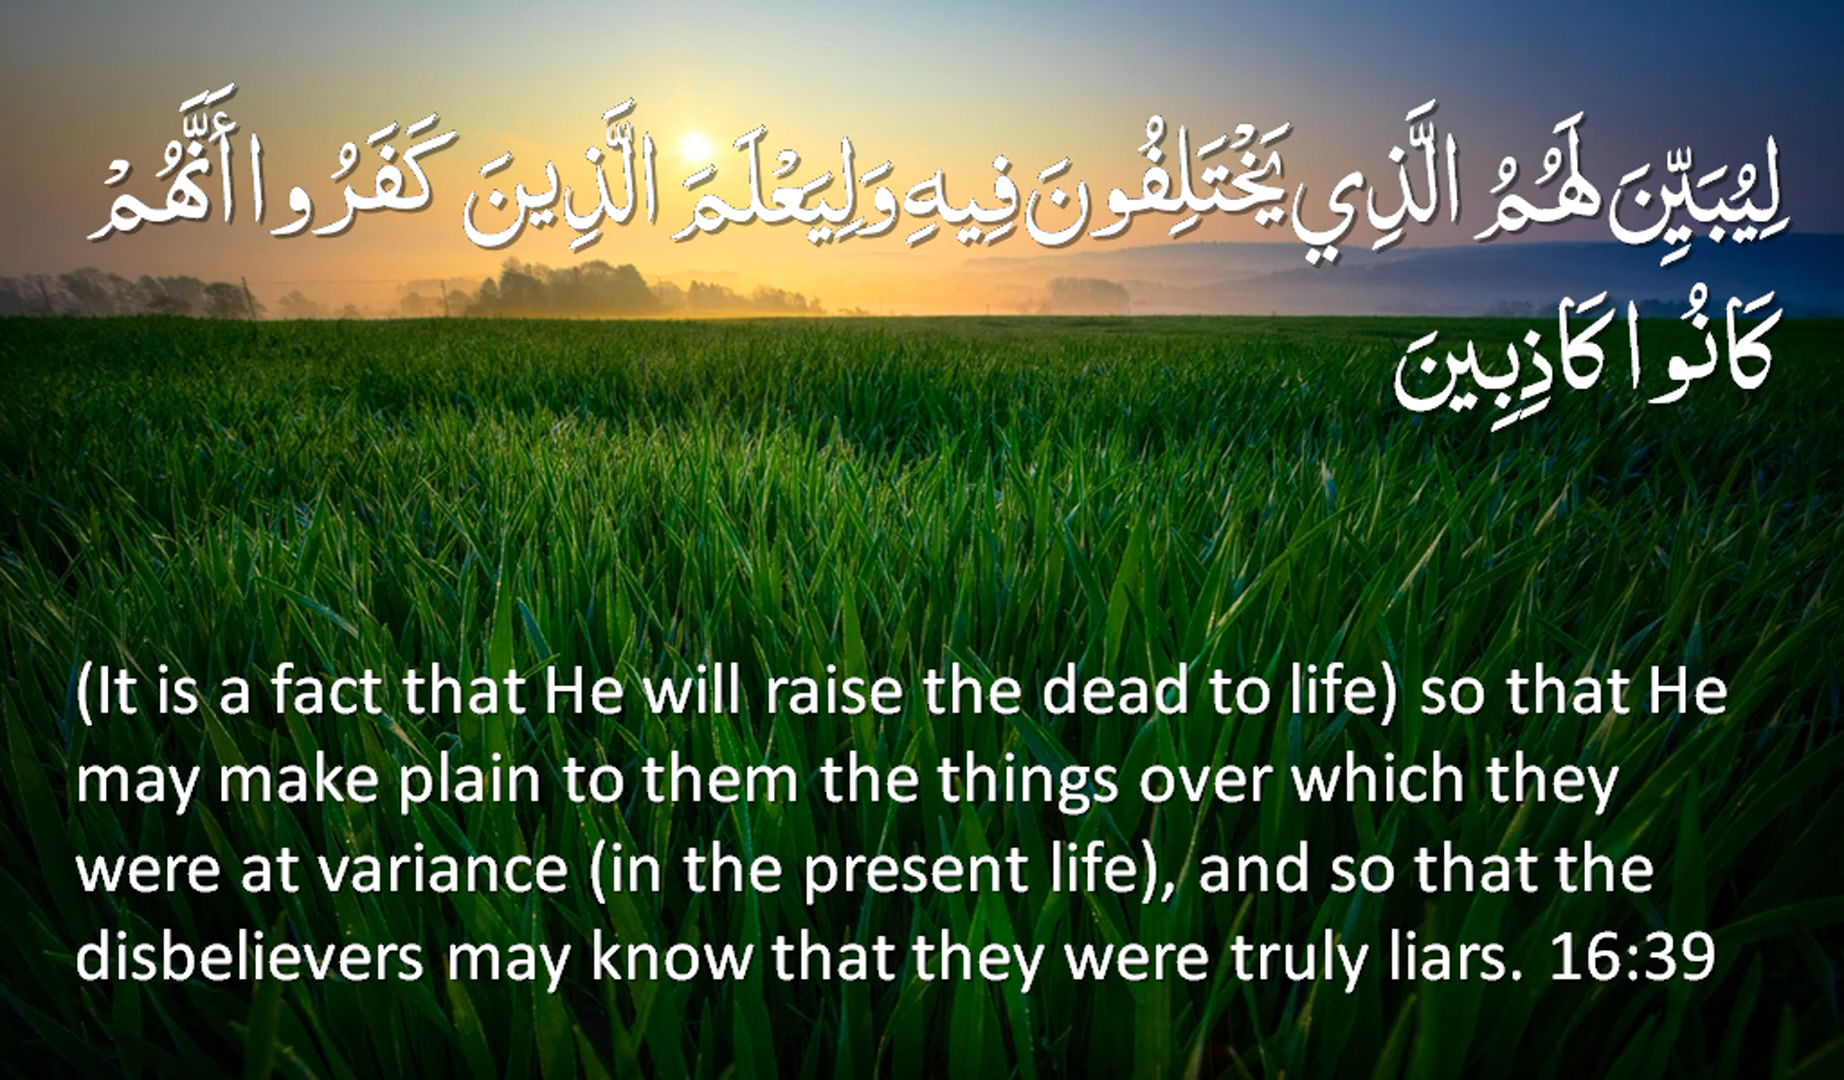 لِيُبَيِّنَ لَهُمُ الَّذِي يَخْتَلِفُونَ فِيهِ وَلِيَعْلَمَ الَّذِينَ كَفَرُوا أَنَّهُمْ
كَانُوا كَاذِبِينَ
(It is a fact that He will raise the dead to life) so that He
may make plain to them the things over which they
were at variance (in the present life), and so that the
disbelievers may know that they were truly liars. 16:39